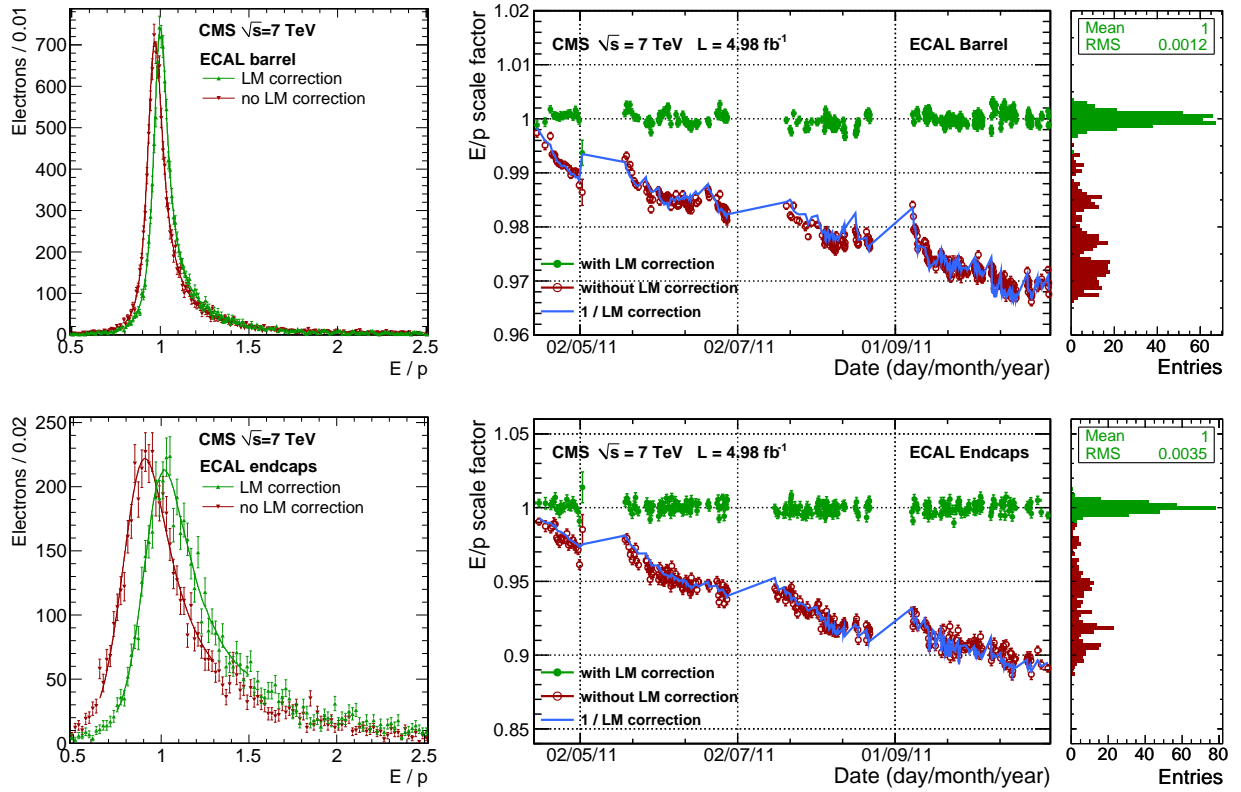 Electrons / 0.01
700
600
500
400
300
200
100
0
CMS √s=7 TeV
ECAL barrel
LM correction
no LM correction
0.5 1 1.5 2 2.5
E / p
E/p scale factor
1.02
1.01
1
0.99
0.98
0.97
0.96
CMS √s = 7 TeV L = 4.98 fb⁻¹ ECAL Barrel
with LM correction
without LM correction
1 / LM correction
02/05/11 02/07/11 01/09/11
Date (day/month/year)
Mean 1
RMS 0.0012
0 20 40 60
Entries
Electrons / 0.02
250
200
150
100
50
0
CMS √s=7 TeV
ECAL endcaps
LM correction
no LM correction
0.5 1 1.5 2 2.5
E / p
E/p scale factor
1.05
1
0.95
0.9
0.85
CMS √s = 7 TeV L = 4.98 fb⁻¹ ECAL Endcaps
with LM correction
without LM correction
1 / LM correction
02/05/11 02/07/11 01/09/11
Date (day/month/year)
Mean 1
RMS 0.0035
0 20 40 60 80
Entries